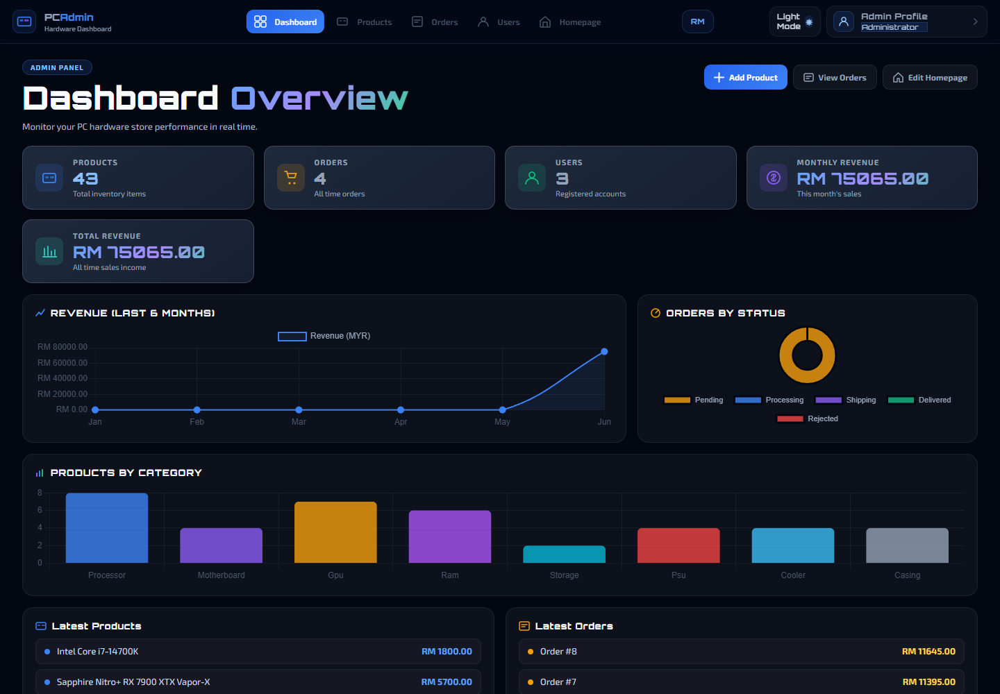 PCAdmin
Hardware Dashboard
Dashboard
Products
Orders
Users
Homepage
RM
Light Mode
Admin Profile
Administrator
ADMIN PANEL
Dashboard Overview
Monitor your PC hardware store performance in real time.
Add Product
View Orders
Edit Homepage
PRODUCTS
43
Total inventory items
ORDERS
4
All time orders
USERS
3
Registered accounts
MONTHLY REVENUE
RM 75065.00
This month's sales
TOTAL REVENUE
RM 75065.00
All time sales income
REVENUE (LAST 6 MONTHS)
Revenue (MYR)
RM 80000.00
RM 60000.00
RM 40000.00
RM 20000.00
RM 0.00
Jan Feb Mar Apr May Jun
ORDERS BY STATUS
Pending Processing Shipping Delivered
Rejected
PRODUCTS BY CATEGORY
8
6
4
2
0
Processor Motherboard Gpu Ram Storage Psu Cooler Casing
Latest Products
Intel Core i7-14700K RM 1800.00
Sapphire Nitro+ RX 7900 XTX Vapor-X RM 5700.00
Latest Orders
Order #8 RM 11645.00
Order #7 RM 11395.00